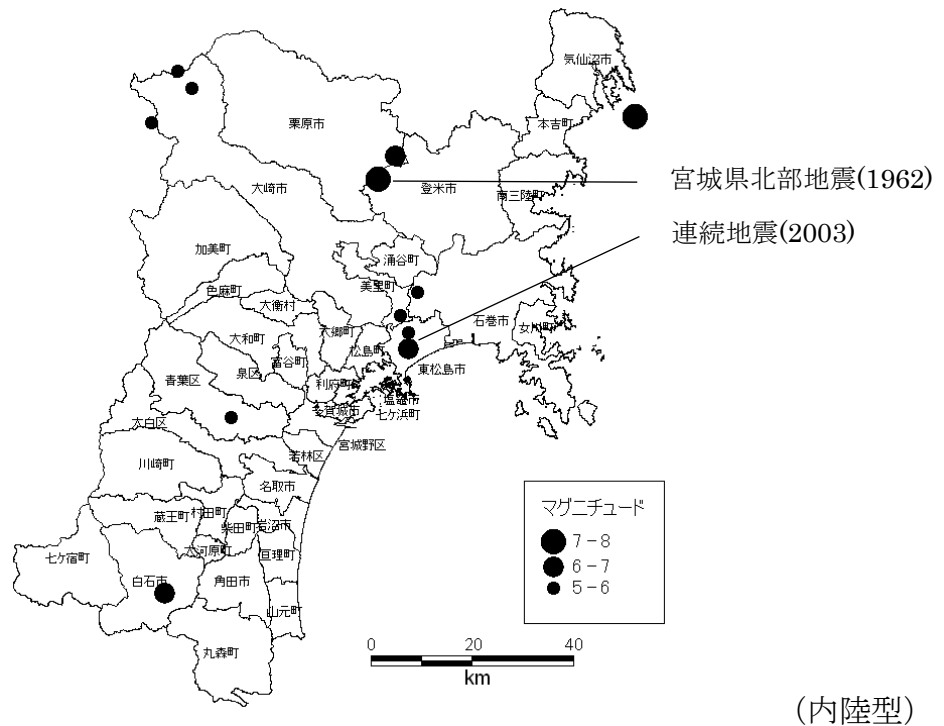 気仙沼市
栗原市
本吉町
宮城県北部地震(1962)
大崎市
登米市
南三陸町
連続地震(2003)
加美町
涌谷町
色麻町
美里町
大衡村
石巻市
女川町
大和町
大郷町
松島町
富谷町
東松島市
青葉区
泉区
利府町
塩竈市
多賀城市
七ケ浜町
太白区
宮城野区
若林区
川崎町
名取市
蔵王町
村田町
柴田町
岩沼市
七ケ宿町
大河原町
亘理町
白石市
角田市
山元町
丸森町
マグニチュード
7-8
6-7
5-6
0 20 40
km
(内陸型)